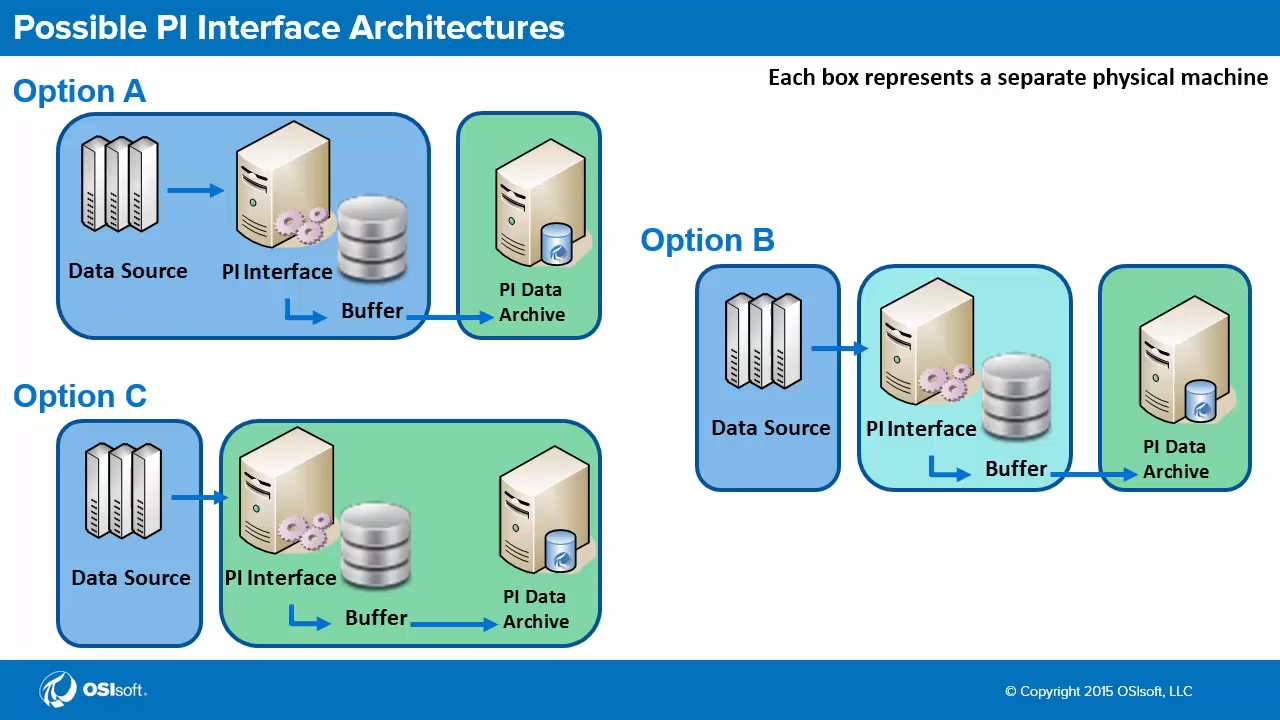 Possible PI Interface Architectures
Each box represents a separate physical machine
Option A
Data Source
PI Interface
Buffer
PI Data
Archive
Option B
Data Source
PI Interface
Buffer
PI Data
Archive
Option C
Data Source
PI Interface
Buffer
PI Data
Archive
OSIsoft.
© Copyright 2015 OSIsoft, LLC